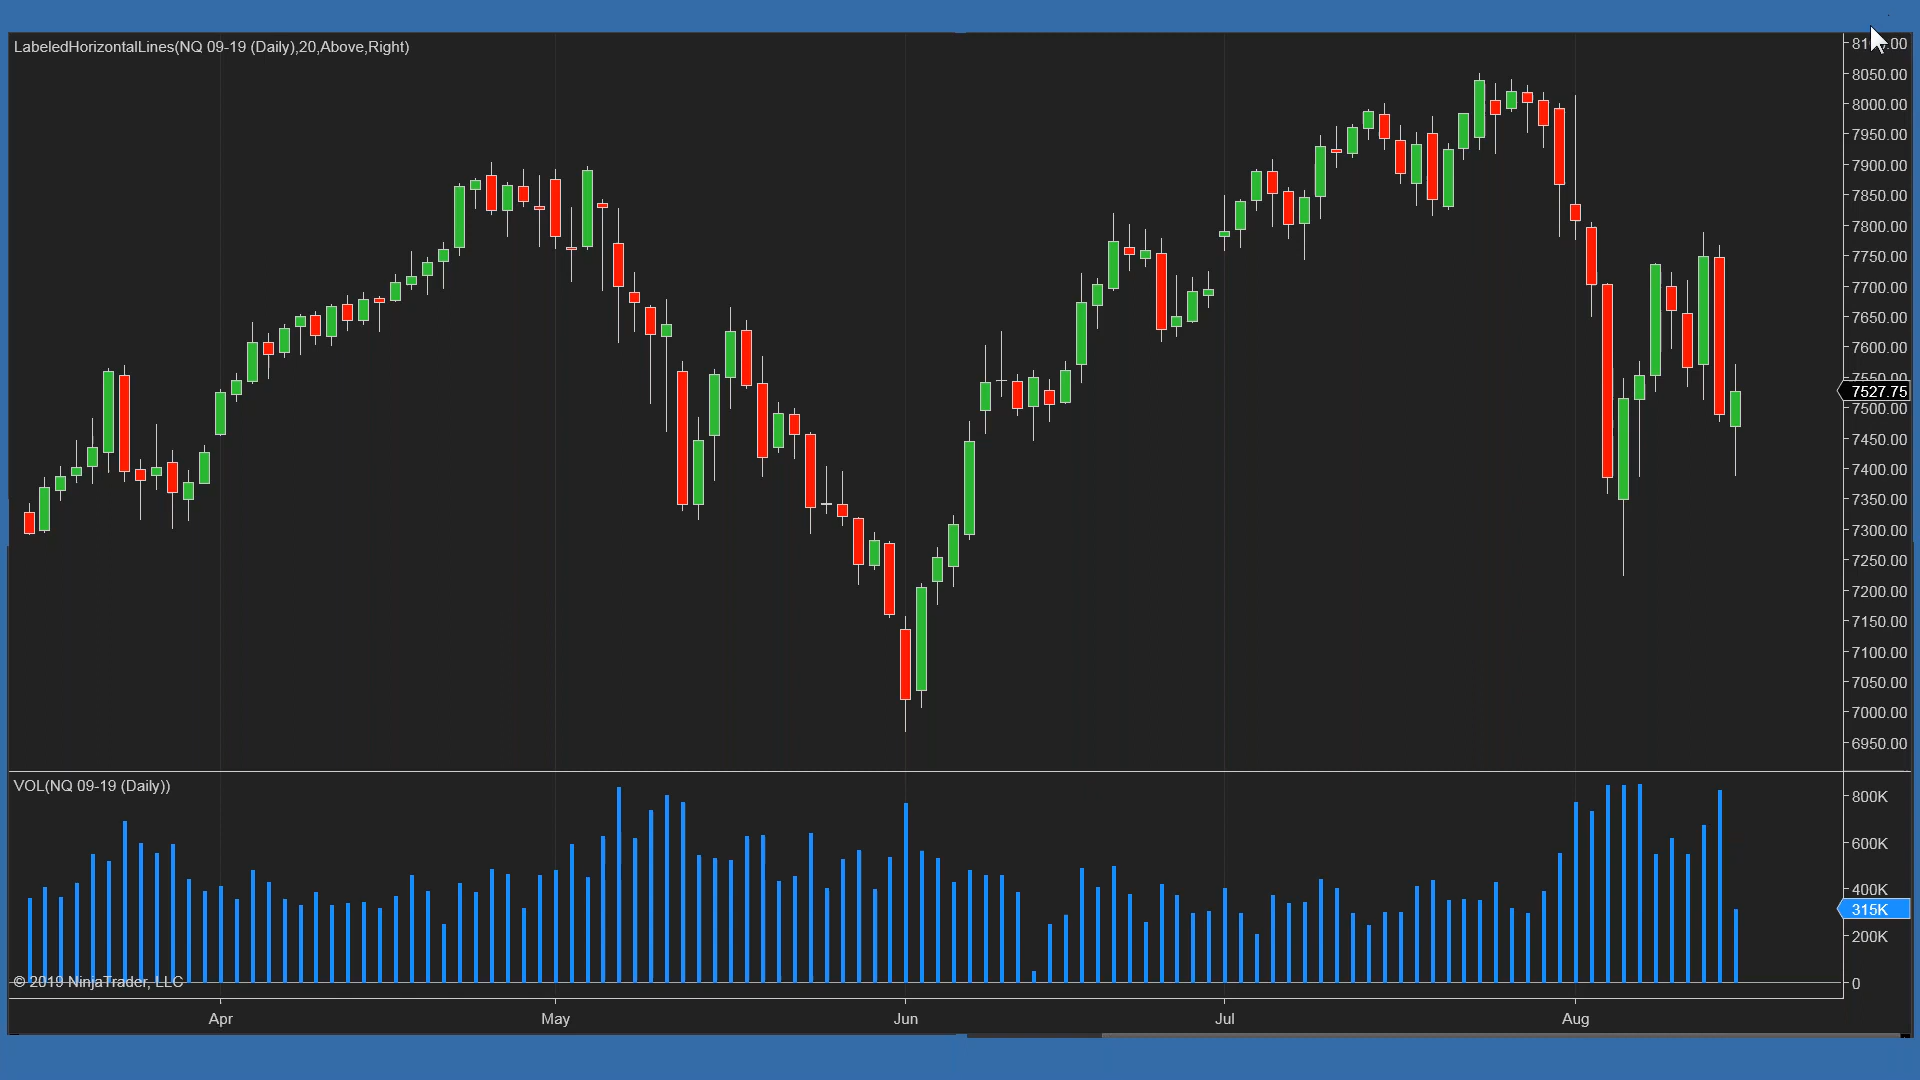 LabeledHorizontalLines(NQ 09-19 (Daily),20,Above,Right)
8050.00
8000.00
7950.00
7900.00
7850.00
7800.00
7750.00
7700.00
7650.00
7600.00
7550.00
7527.75
7500.00
7450.00
7400.00
7350.00
7300.00
7250.00
7200.00
7150.00
7100.00
7050.00
7000.00
6950.00
VOL(NQ 09-19 (Daily))
800K
600K
400K
315K
200K
0
© 2019 NinjaTrader, LLC
Apr May Jun Jul Aug